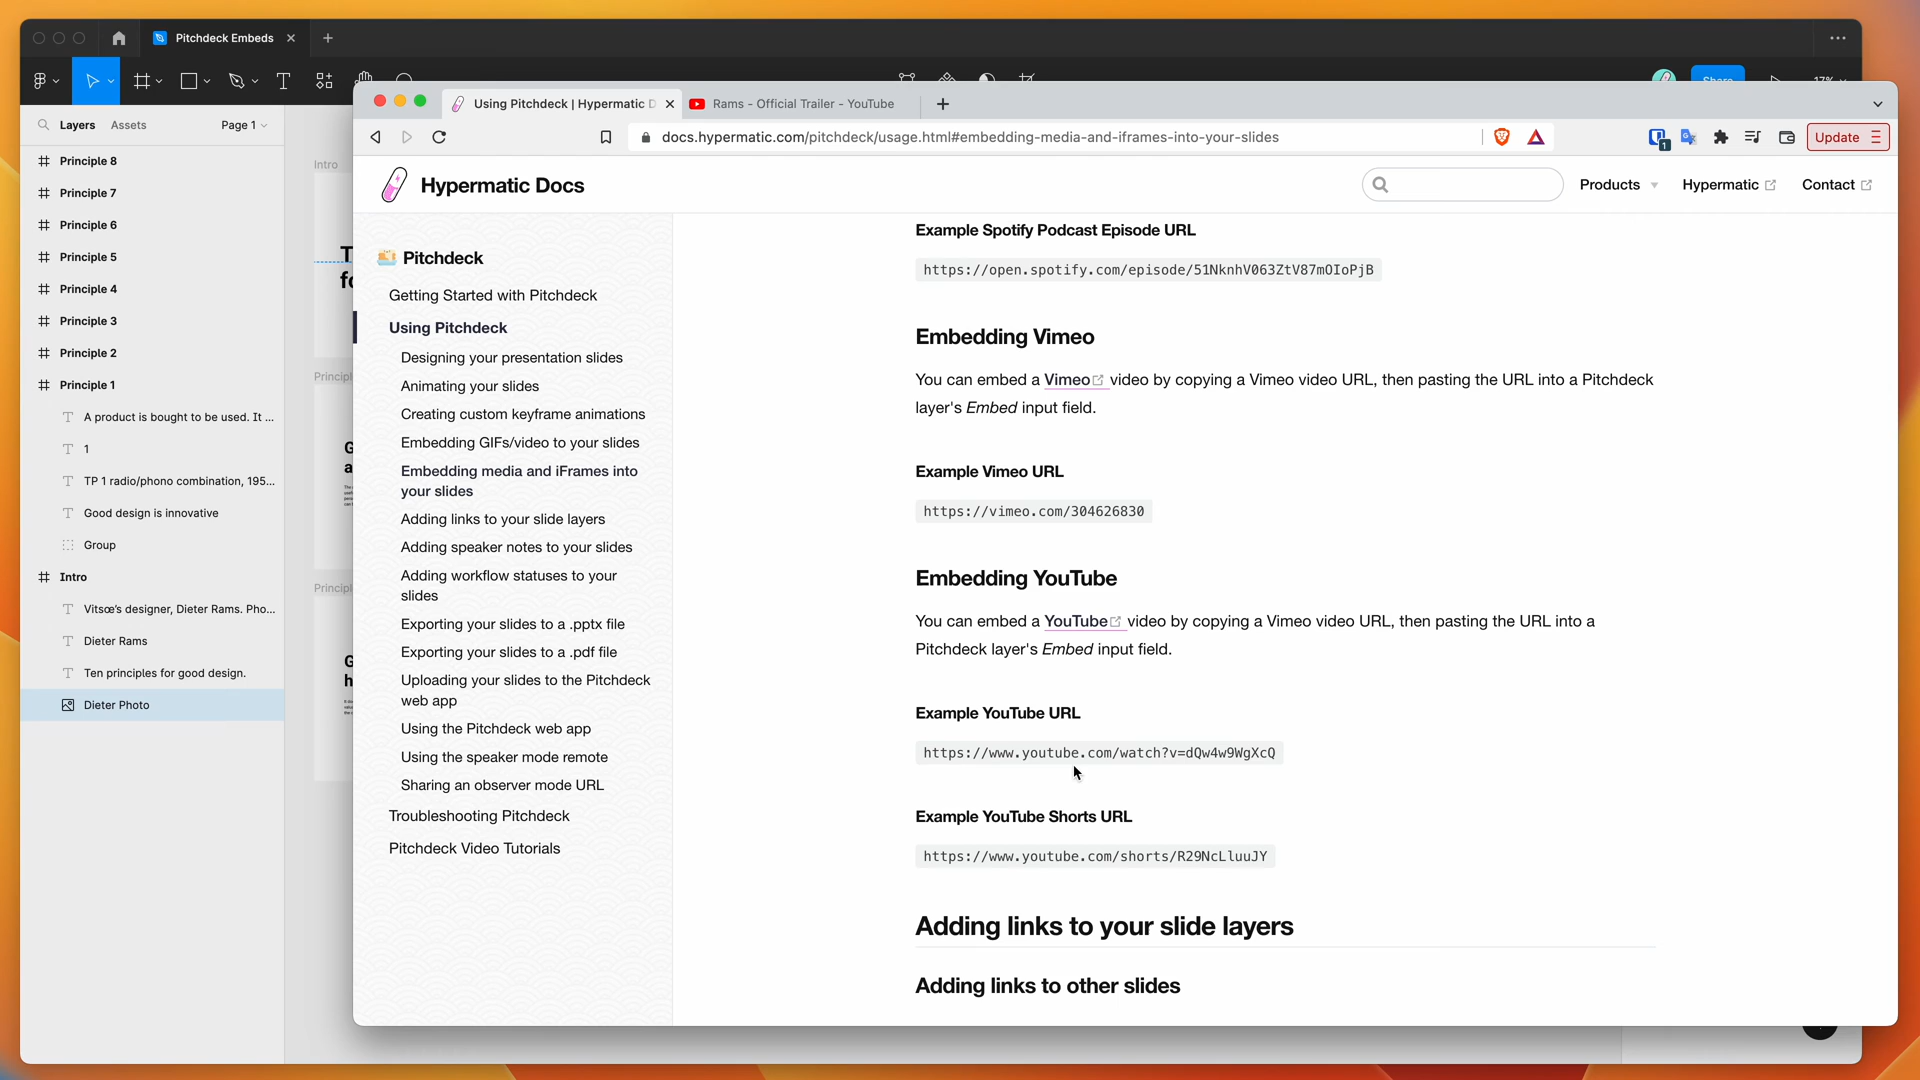 Pitchdeck Embeds
Share
17%
Layers
Assets
Page 1
Principle 8
Principle 7
Principle 6
Principle 5
Principle 4
Principle 3
Principle 2
Principle 1
A product is bought to be used. It ...
1
TP 1 radio/phono combination, 195...
Good design is innovative
Group
Intro
Vitsœ's designer, Dieter Rams. Pho...
Dieter Rams
Ten principles for good design.
Dieter Photo
Intro
Using Pitchdeck | Hypermatic D
Rams - Official Trailer - YouTube
docs.hypermatic.com/pitchdeck/usage.html#embedding-media-and-iframes-into-your-slides
1
Update
Hypermatic Docs
Products
Hypermatic
Contact
Pitchdeck
Getting Started with Pitchdeck
Using Pitchdeck
Designing your presentation slides
Animating your slides
Creating custom keyframe animations
Embedding GIFs/video to your slides
Embedding media and iFrames into
your slides
Adding links to your slide layers
Adding speaker notes to your slides
Adding workflow statuses to your
slides
Exporting your slides to a .pptx file
Exporting your slides to a .pdf file
Uploading your slides to the Pitchdeck
web app
Using the Pitchdeck web app
Using the speaker mode remote
Sharing an observer mode URL
Troubleshooting Pitchdeck
Pitchdeck Video Tutorials
Example Spotify Podcast Episode URL
https://open.spotify.com/episode/51NknhV063ZtV87mOIoPjB
Embedding Vimeo
You can embed a Vimeo video by copying a Vimeo video URL, then pasting the URL into a Pitchdeck
layer's Embed input field.
Example Vimeo URL
https://vimeo.com/304626830
Embedding YouTube
You can embed a YouTube video by copying a Vimeo video URL, then pasting the URL into a
Pitchdeck layer's Embed input field.
Example YouTube URL
https://www.youtube.com/watch?v=dQw4w9WgXcQ
Example YouTube Shorts URL
https://www.youtube.com/shorts/R29NcLluuJY
Adding links to your slide layers
Adding links to other slides